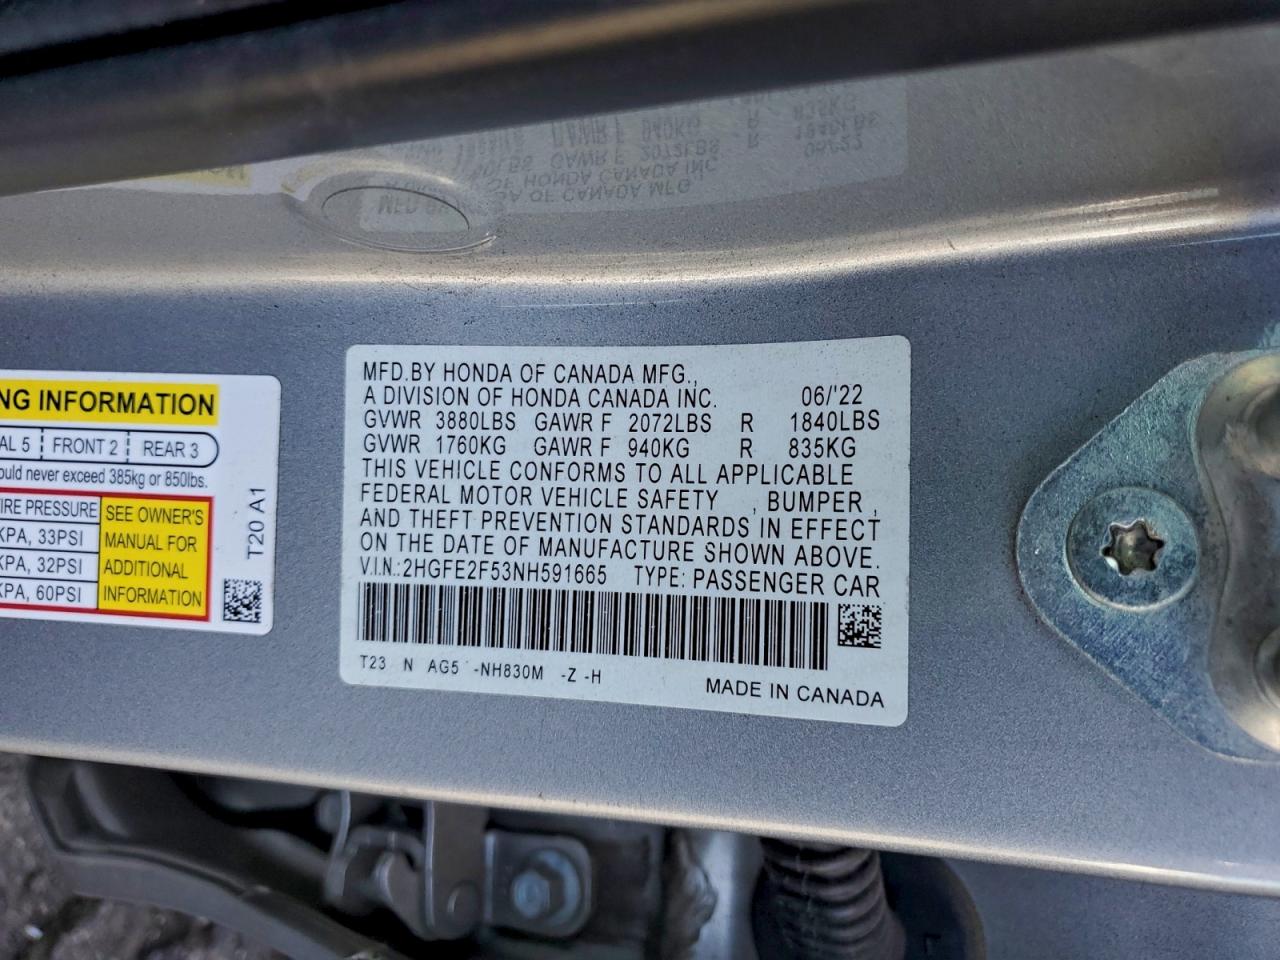 NG INFORMATION
AL 5 FRONT 2 REAR 3
ould never exceed 385kg or 850lbs.
IRE PRESSURE
KPA, 33PSI
KPA, 32PSI
KPA, 60PSI
SEE OWNER'S
MANUAL FOR
ADDITIONAL
INFORMATION
T20 A1
MFD.BY HONDA OF CANADA MFG.,
A DIVISION OF HONDA CANADA INC. 06/'22
GVWR 3880LBS GAWR F 2072LBS R 1840LBS
GVWR 1760KG GAWR F 940KG R 835KG
THIS VEHICLE CONFORMS TO ALL APPLICABLE
FEDERAL MOTOR VEHICLE SAFETY , BUMPER ,
AND THEFT PREVENTION STANDARDS IN EFFECT
ON THE DATE OF MANUFACTURE SHOWN ABOVE.
V.I.N.:2HGFE2F53NH591665 TYPE: PASSENGER CAR
T23 N AG5 -NH830M -Z -H
MADE IN CANADA